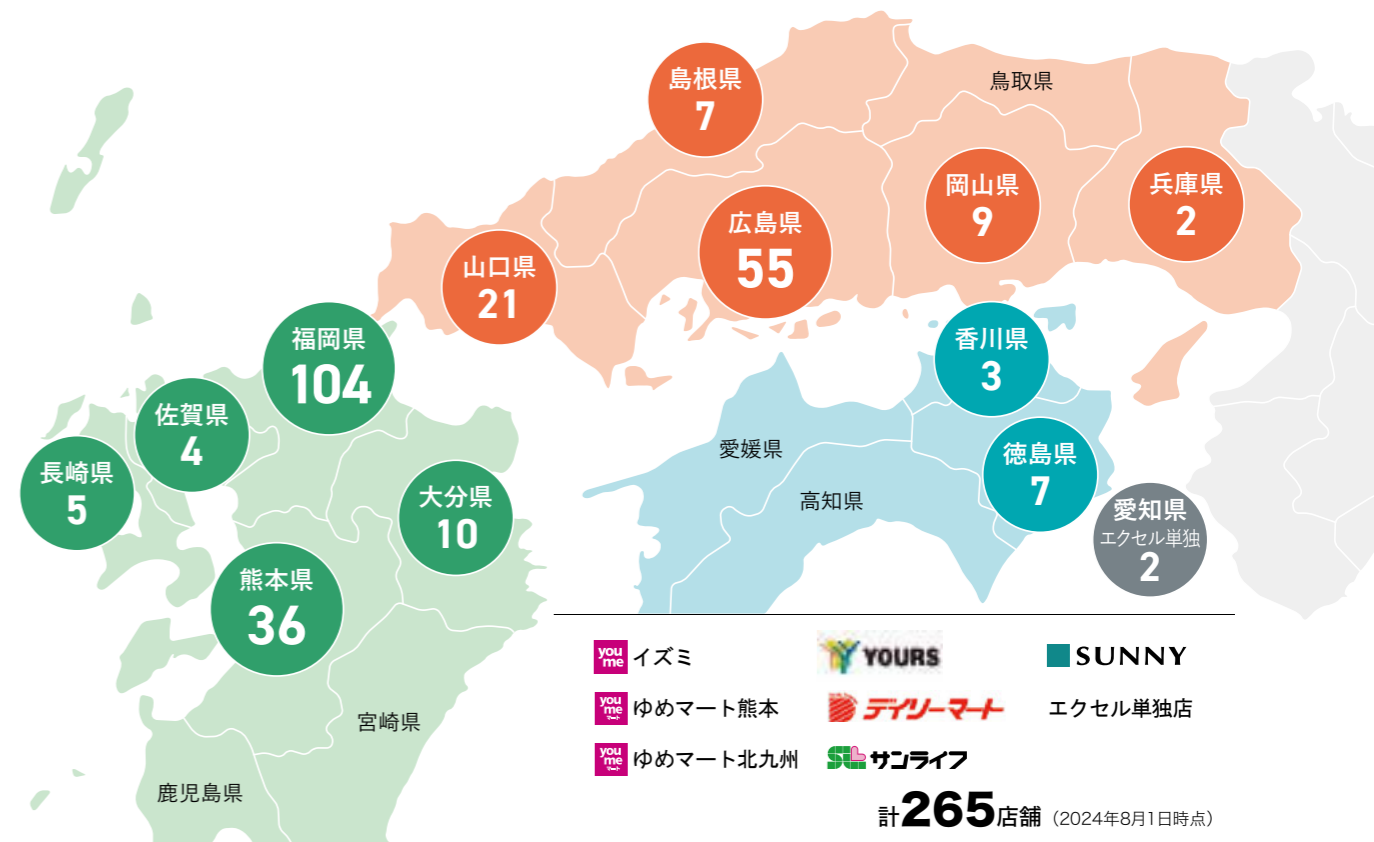 島根県
7
鳥取県
岡山県
9
兵庫県
2
広島県
55
山口県
21
福岡県
104
佐賀県
4
長崎県
5
大分県
10
熊本県
36
宮崎県
鹿児島県
香川県
3
徳島県
7
愛媛県
高知県
愛知県
エクセル単独
2
you me イズミ
YOURS
SUNNY
you me マート ゆめマート熊本
デイリーマート
エクセル単独店
you me マート ゆめマート北九州
サンライフ
計265店舗（2024年8月1日時点）